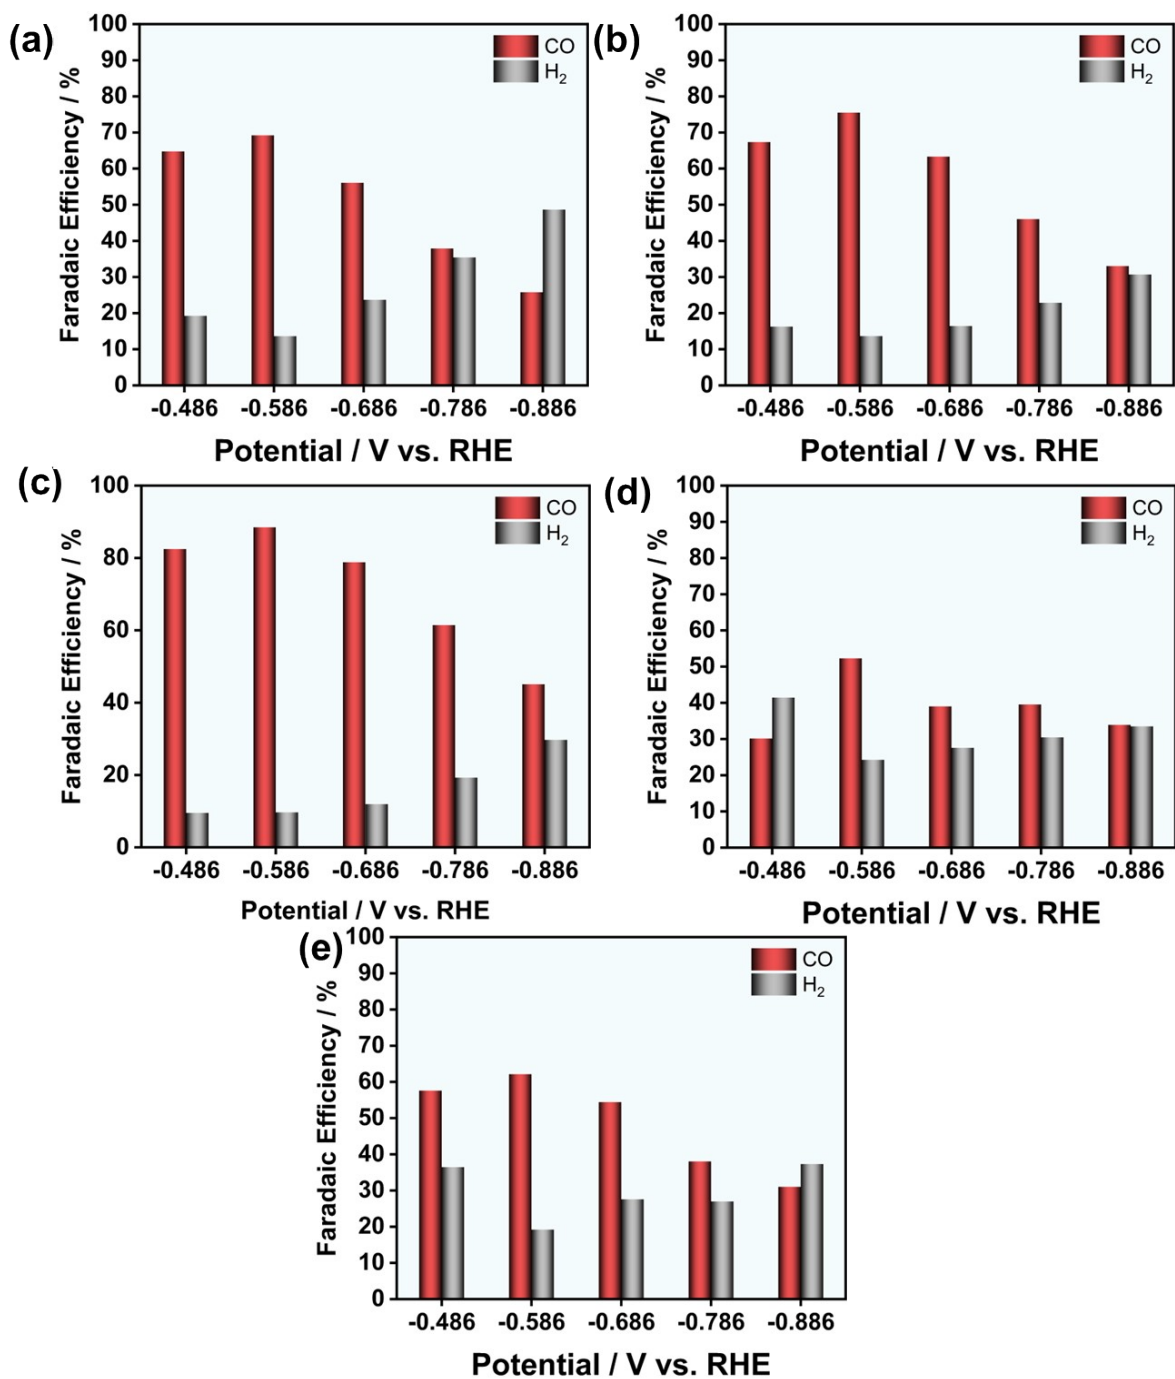 (a)
Faradaic Efficiency / %
100
90
80
70
60
50
40
30
20
10
0
CO
H₂
-0.486 -0.586 -0.686 -0.786 -0.886
Potential / V vs. RHE
(b)
Faradaic Efficiency / %
100
90
80
70
60
50
40
30
20
10
0
CO
H₂
-0.486 -0.586 -0.686 -0.786 -0.886
Potential / V vs. RHE
(c)
Faradaic Efficiency / %
100
80
60
40
20
0
CO
H₂
-0.486 -0.586 -0.686 -0.786 -0.886
Potential / V vs. RHE
(d)
Faradaic Efficiency / %
100
90
80
70
60
50
40
30
20
10
0
CO
H₂
-0.486 -0.586 -0.686 -0.786 -0.886
Potential / V vs. RHE
(e)
Faradaic Efficiency / %
100
90
80
70
60
50
40
30
20
10
0
CO
H₂
-0.486 -0.586 -0.686 -0.786 -0.886
Potential / V vs. RHE